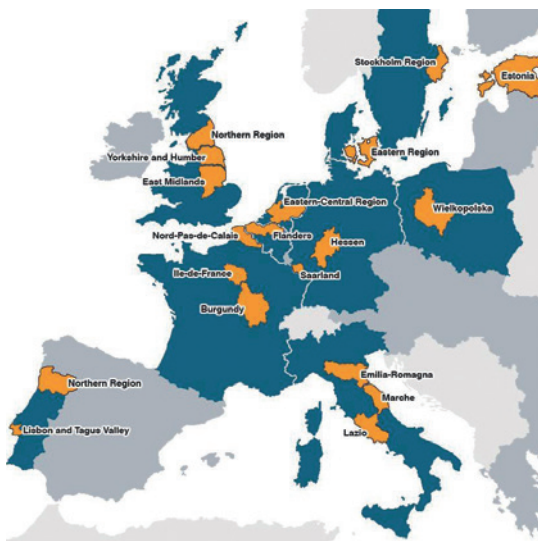 Stockholm Region
Estonia
Northern Region
Eastern Region
Yorkshire and Humber
East Midlands
Eastern-Central Region
Wielkopolska
Nord-Pas-de-Calais
Flanders
Hessen
Ile-de-France
Saarland
Burgundy
Emilia-Romagna
Northern Region
Marche
Lisbon and Tagus Valley
Lazio